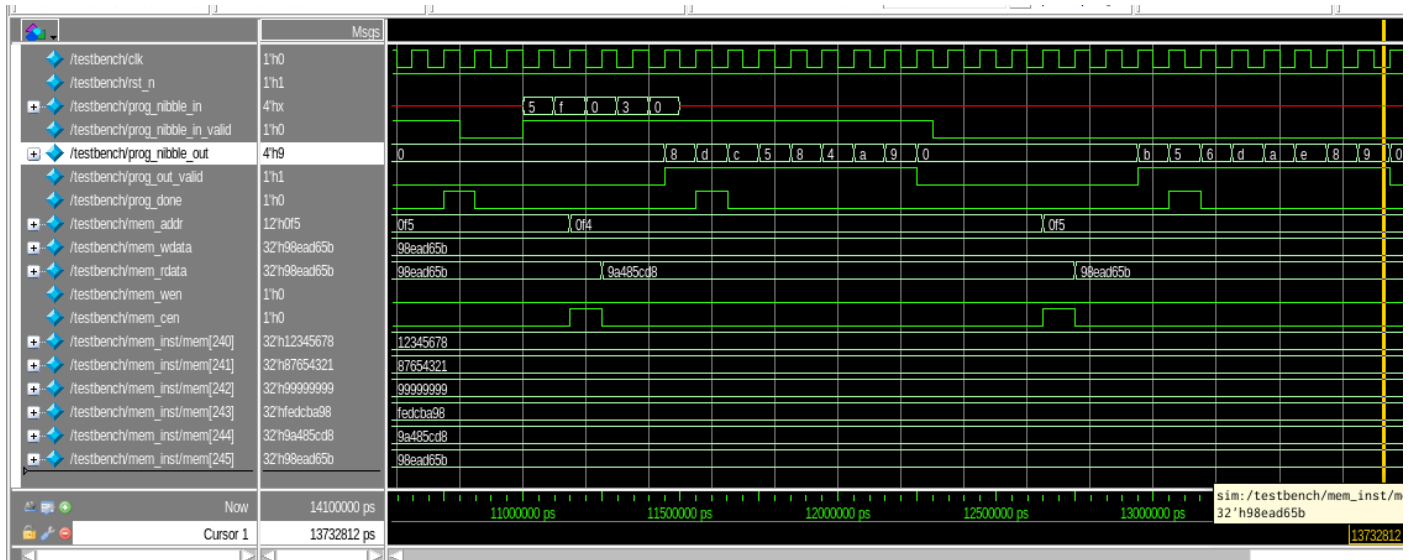 Msgs
/testbench/clk 1'h0
/testbench/rst_n 1'h1
/testbench/prog_nibble_in 4'hx 5 f 0 3 0
/testbench/prog_nibble_in_valid 1'h0
/testbench/prog_nibble_out 4'h9 0 8 d c 5 8 4 a 9 0 b 5 6 d a e 8 9 0
/testbench/prog_out_valid 1'h1
/testbench/prog_done 1'h0
/testbench/mem_addr 12'h0f5 0f5 0f4 0f5
/testbench/mem_wdata 32'h98ead65b 98ead65b
/testbench/mem_rdata 32'h98ead65b 98ead65b 9a485cd8 98ead65b
/testbench/mem_wen 1'h0
/testbench/mem_cen 1'h0
/testbench/mem_inst/mem[240] 32'h12345678 12345678
/testbench/mem_inst/mem[241] 32'h87654321 87654321
/testbench/mem_inst/mem[242] 32'h99999999 99999999
/testbench/mem_inst/mem[243] 32'hfedcba98 fedcba98
/testbench/mem_inst/mem[244] 32'h9a485cd8 9a485cd8
/testbench/mem_inst/mem[245] 32'h98ead65b 98ead65b
Now 14100000 ps 11000000 ps 11500000 ps 12000000 ps 12500000 ps 13000000 ps
sim:/testbench/mem_inst/m
32'h98ead65b
Cursor 1 13732812 ps 13732812